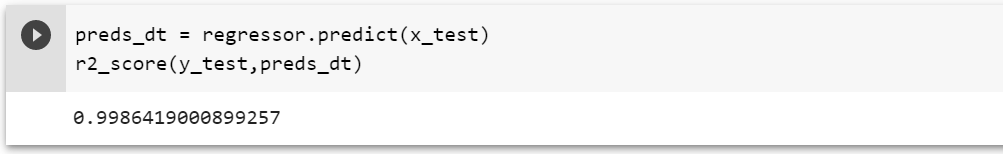 preds_dt = regressor.predict(x_test)
r2_score(y_test,preds_dt)
0.9986419000899257